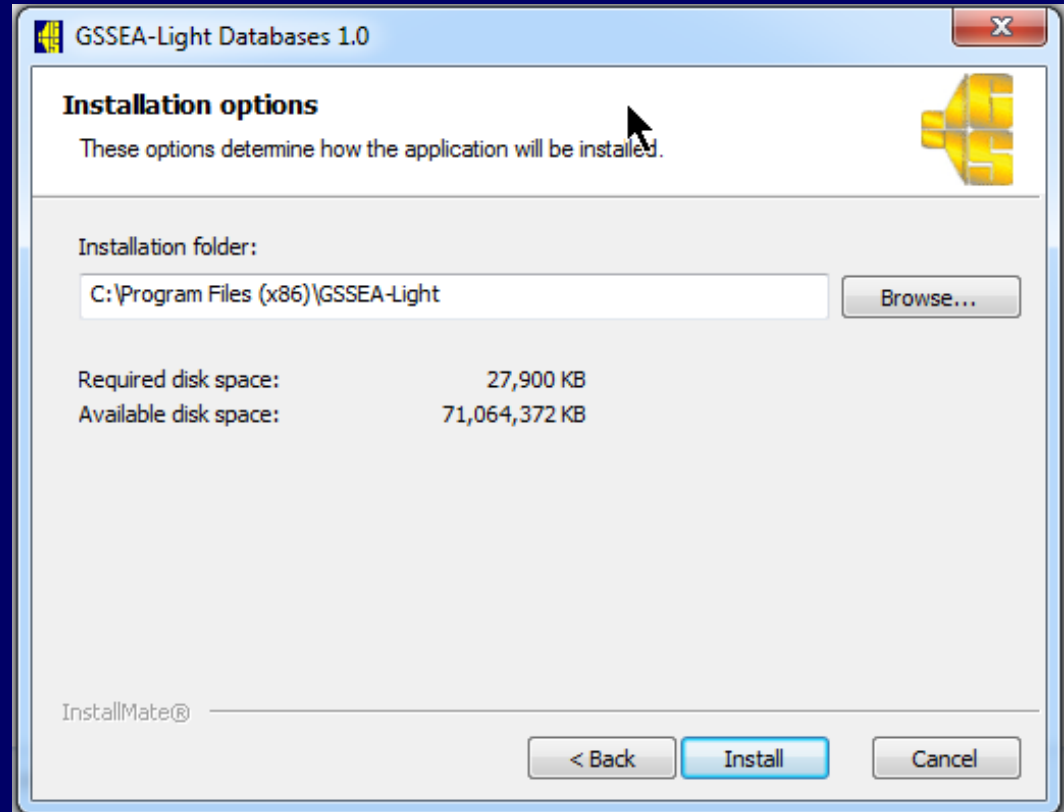 GSSEA-Light Databases 1.0
Installation options
These options determine how the application will be installed.
Installation folder:
C:\Program Files (x86)\GSSEA-Light
Browse...
Required disk space: 27,900 KB
Available disk space: 71,064,372 KB
InstallMate®
< Back Install Cancel